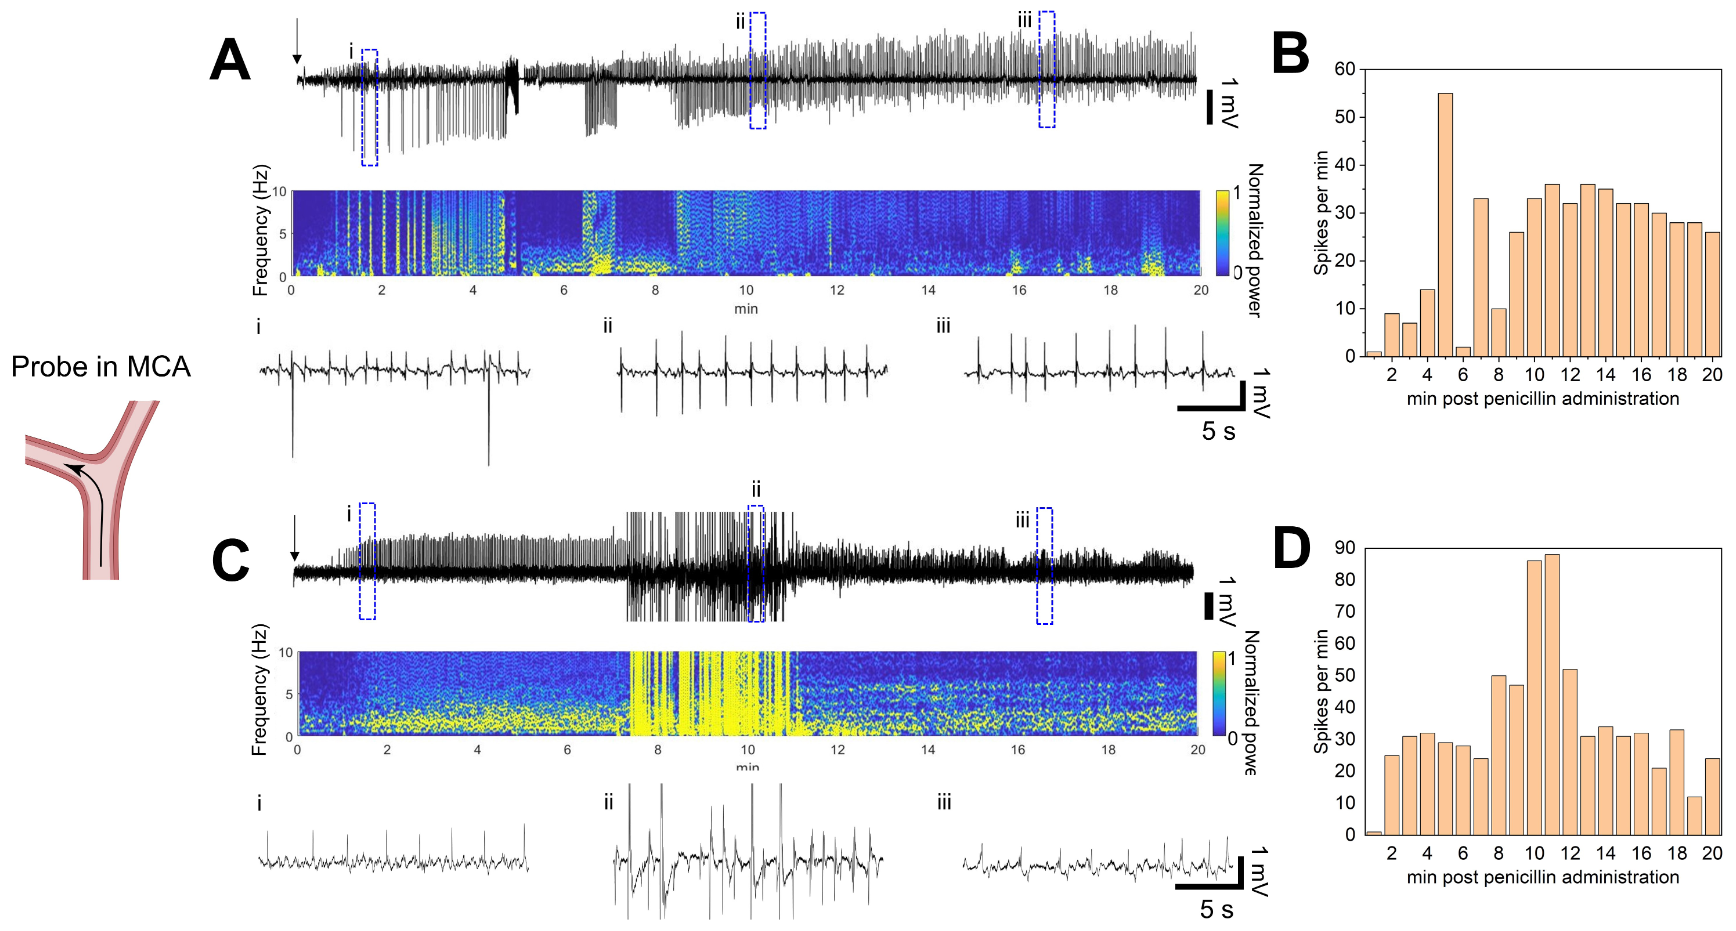 A
i
ii
iii
1 mV
Frequency (Hz)
10
5
0
0 2 4 6 8 10 12 14 16 18 20
min
1
0
Normalized power
i
ii
iii
1 mV
5 s
B
Spikes per min
60
50
40
30
20
10
0
2 4 6 8 10 12 14 16 18 20
min post penicillin administration
Probe in MCA
C
i
ii
iii
1 mV
Frequency (Hz)
10
5
0
0 2 4 6 8 10 12 14 16 18 20
min
1
0
Normalized powe
i
ii
iii
1 mV
5 s
D
Spikes per min
90
80
70
60
50
40
30
20
10
0
2 4 6 8 10 12 14 16 18 20
min post penicillin administration